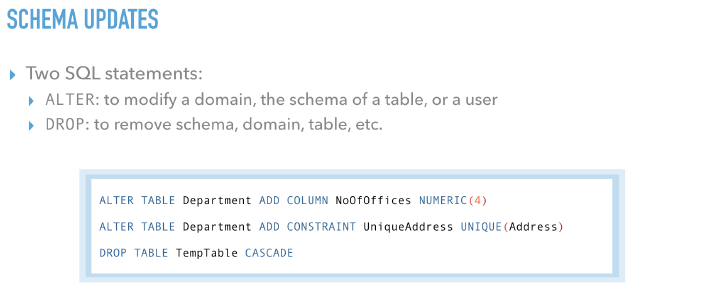 SCHEMA UPDATES
Two SQL statements:
ALTER: to modify a domain, the schema of a table, or a user
DROP: to remove schema, domain, table, etc.
ALTER TABLE Department ADD COLUMN NoOfOffices NUMERIC(4)
ALTER TABLE Department ADD CONSTRAINT UniqueAddress UNIQUE(Address)
DROP TABLE TempTable CASCADE